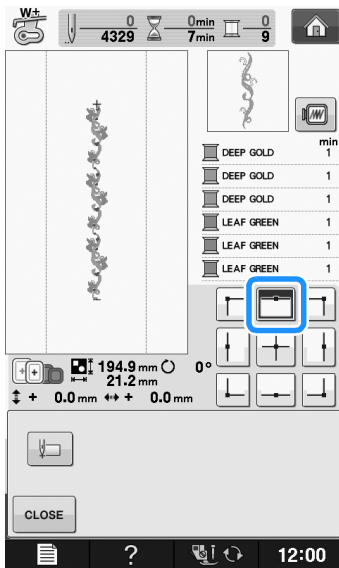 W+ 0 0min 0
4329 7min 9
min
DEEP GOLD 1
DEEP GOLD 1
DEEP GOLD 1
LEAF GREEN 1
LEAF GREEN 1
LEAF GREEN 1
194.9 mm 0°
21.2 mm
+ 0.0 mm + 0.0 mm
CLOSE
? 12:00